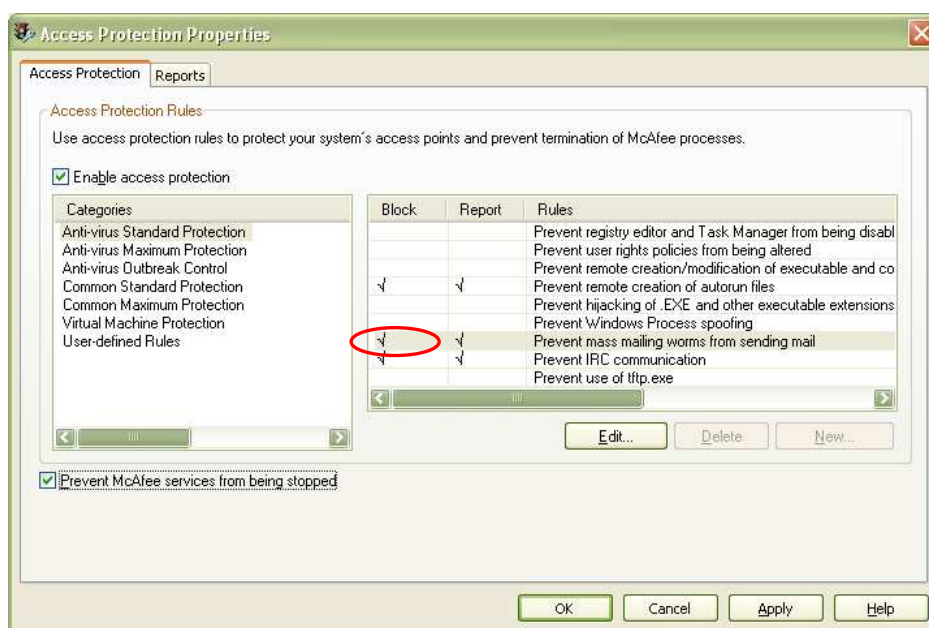 Access Protection Properties
Access Protection Reports
Access Protection Rules
Use access protection rules to protect your system´s access points and prevent termination of McAfee processes.
Enable access protection
Categories
Anti-virus Standard Protection
Anti-virus Maximum Protection
Anti-virus Outbreak Control
Common Standard Protection
Common Maximum Protection
Virtual Machine Protection
User-defined Rules
Block Report Rules
Prevent registry editor and Task Manager from being disabl
Prevent user rights policies from being altered
Prevent remote creation/modification of executable and co
√ √ Prevent remote creation of autorun files
Prevent hijacking of .EXE and other executable extensions
Prevent Windows Process spoofing
√ √ Prevent mass mailing worms from sending mail
√ √ Prevent IRC communication
Prevent use of tftp.exe
Edit... Delete New...
Prevent McAfee services from being stopped
OK Cancel Apply Help